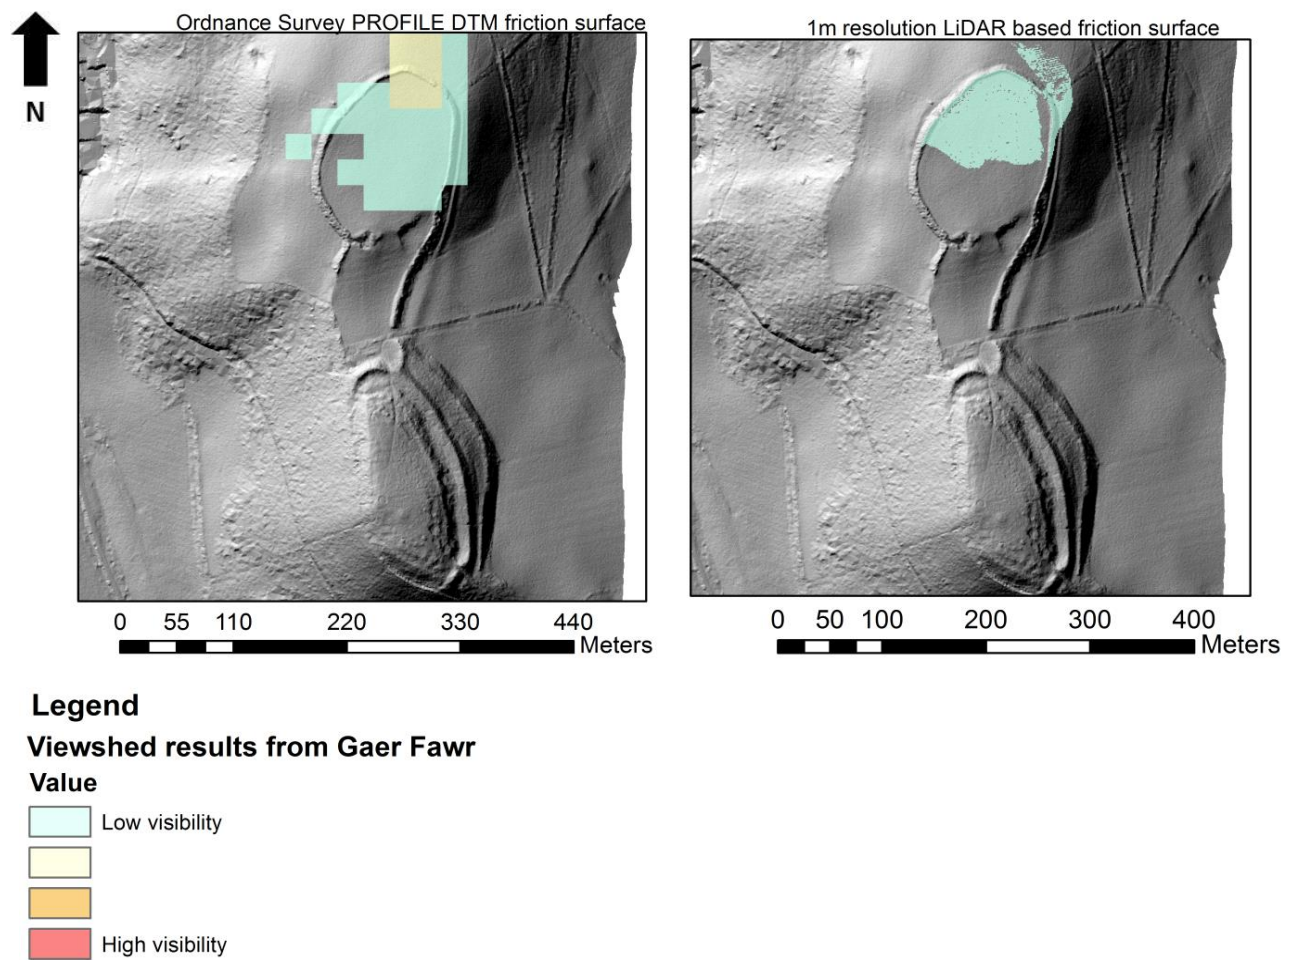 Ordnance Survey PROFILE DTM friction surface
1m resolution LiDAR based friction surface
N
0 55 110 220 330 440
Meters
0 50 100 200 300 400
Meters
Legend
Viewshed results from Gaer Fawr
Value
Low visibility
High visibility